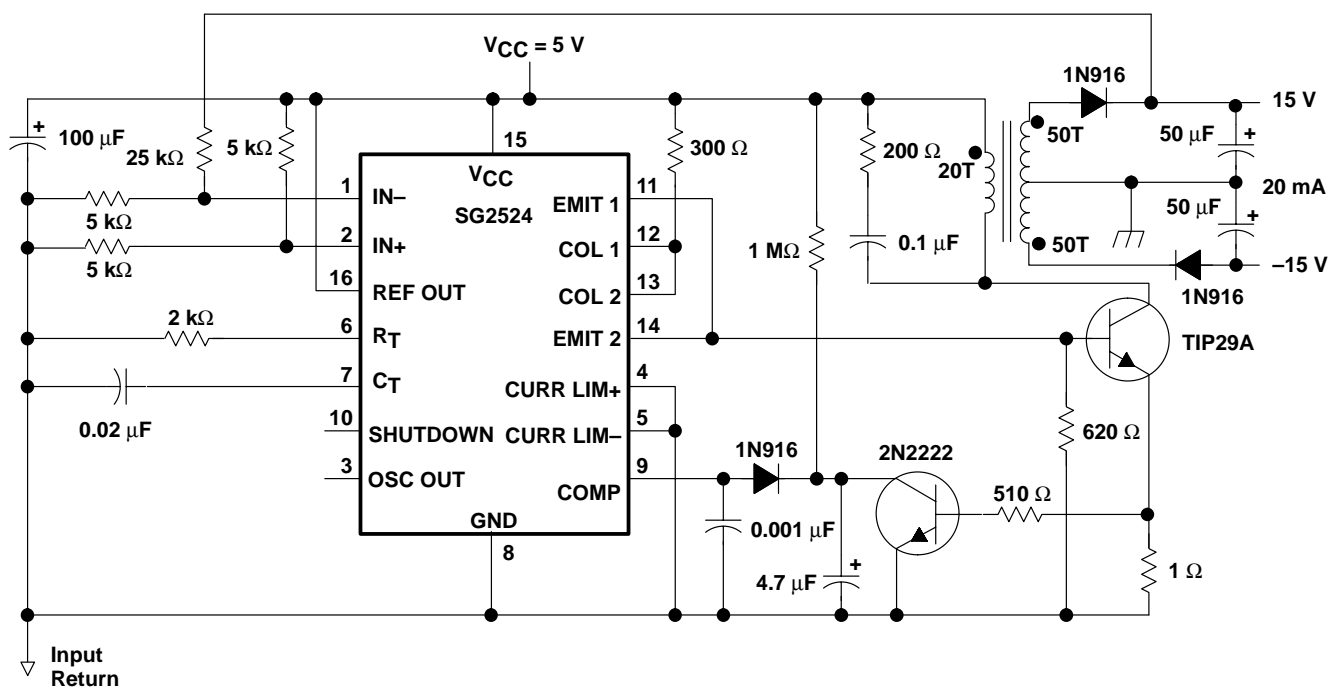 VCC = 5 V
1N916
15 V
100 μF
25 kΩ
5 kΩ
15
300 Ω
200 Ω
20T
50T
50 μF
20 mA
50 μF
50T
–15 V
1N916
VCC
SG2524
1
IN–
EMIT 1
11
5 kΩ
2
IN+
COL 1
12
5 kΩ
16
REF OUT
COL 2
13
1 MΩ
0.1 μF
2 kΩ
6
RT
EMIT 2
14
TIP29A
7
CT
CURR LIM+
4
0.02 μF
10
SHUTDOWN
CURR LIM–
5
3
OSC OUT
COMP
9
1N916
2N2222
620 Ω
510 Ω
GND
8
0.001 μF
4.7 μF
+
1 Ω
+
+
+
Input
Return